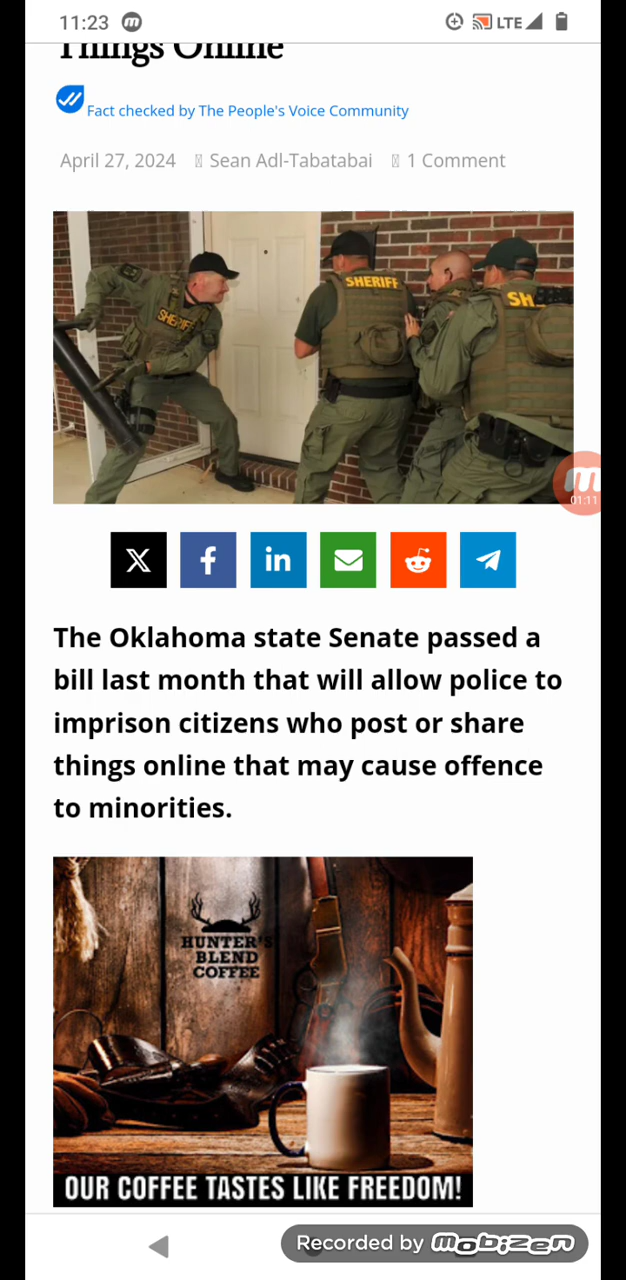 11:23
LTE
Things Online
Fact checked by The People's Voice Community
April 27, 2024 Sean Adl-Tabatabai 1 Comment
SHERIFF
SHERIFF
SH
01:11
The Oklahoma state Senate passed a
bill last month that will allow police to
imprison citizens who post or share
things online that may cause offence
to minorities.
HUNTER'S
BLEND
COFFEE
OUR COFFEE TASTES LIKE FREEDOM!
Recorded by mobizen